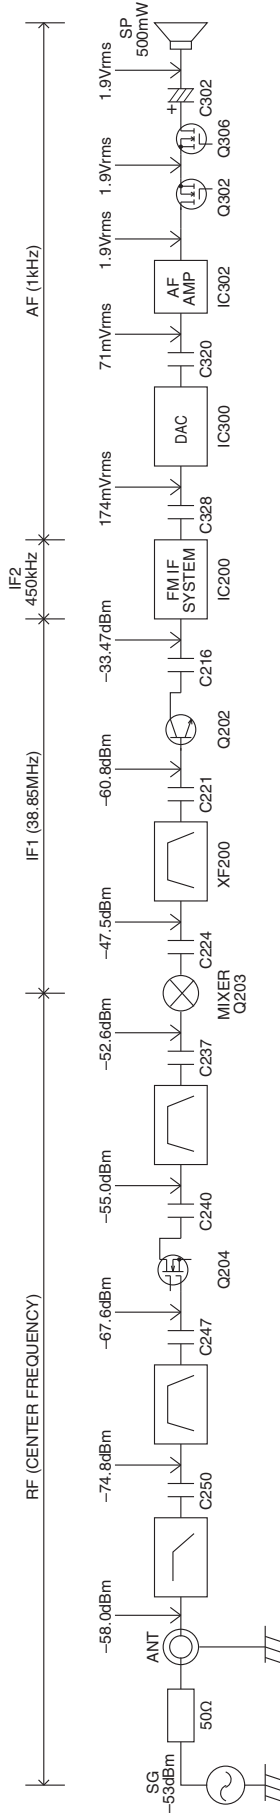 RF (CENTER FREQUENCY)
IF1 (38.85MHz)
IF2
450kHz
AF (1kHz)
−58.0dBm
−74.8dBm
−67.6dBm
−55.0dBm
−52.6dBm
−47.5dBm
−60.8dBm
−33.47dBm
174mVrms
71mVrms
1.9Vrms
1.9Vrms
1.9Vrms
SP
500mW
SG
−53dBm
50Ω
ANT
C250
C247
Q204
C240
C237
MIXER
Q203
C224
XF200
C221
Q202
C216
FM IF
SYSTEM
IC200
C328
DAC
IC300
C320
AF
AMP
IC302
Q302
Q306
+
C302